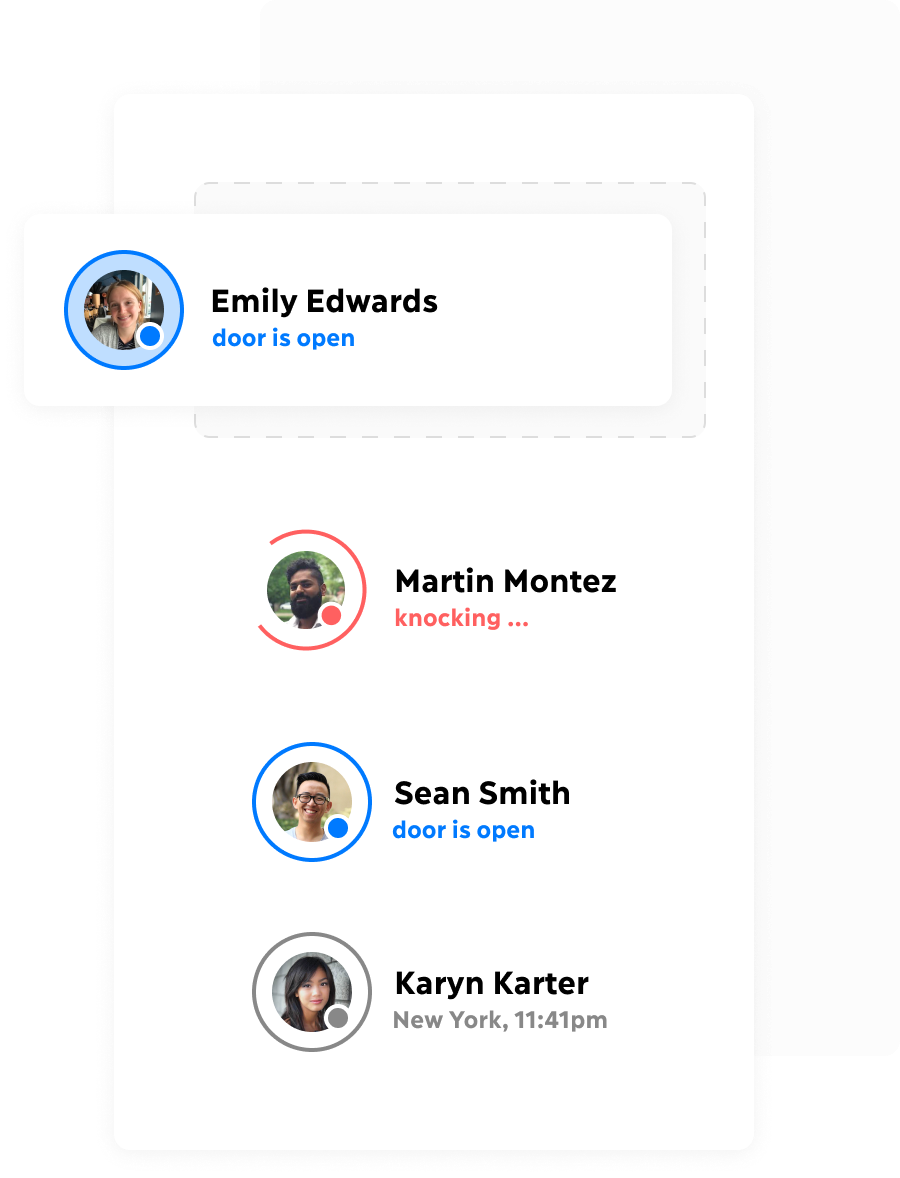 Emily Edwards
door is open
Martin Montez
knocking ...
Sean Smith
door is open
Karyn Karter
New York, 11:41pm